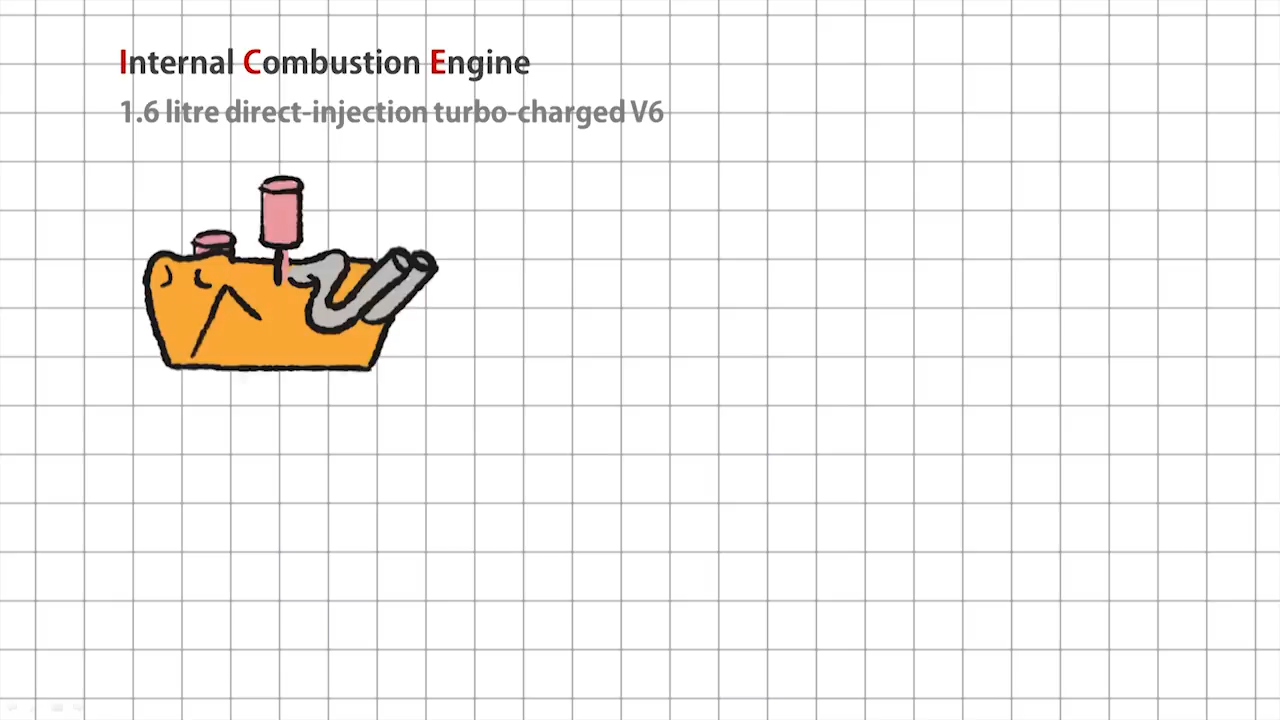 Internal Combustion Engine
1.6 litre direct-injection turbo-charged V6